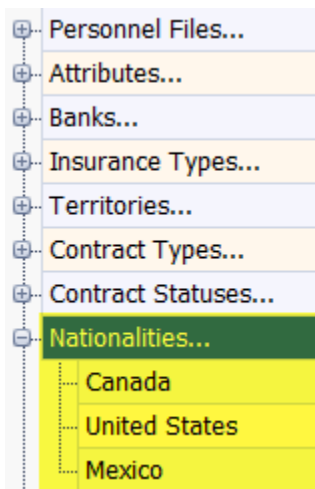 Personnel Files...
Attributes...
Banks...
Insurance Types...
Territories...
Contract Types...
Contract Statuses...
Nationalities...
Canada
United States
Mexico